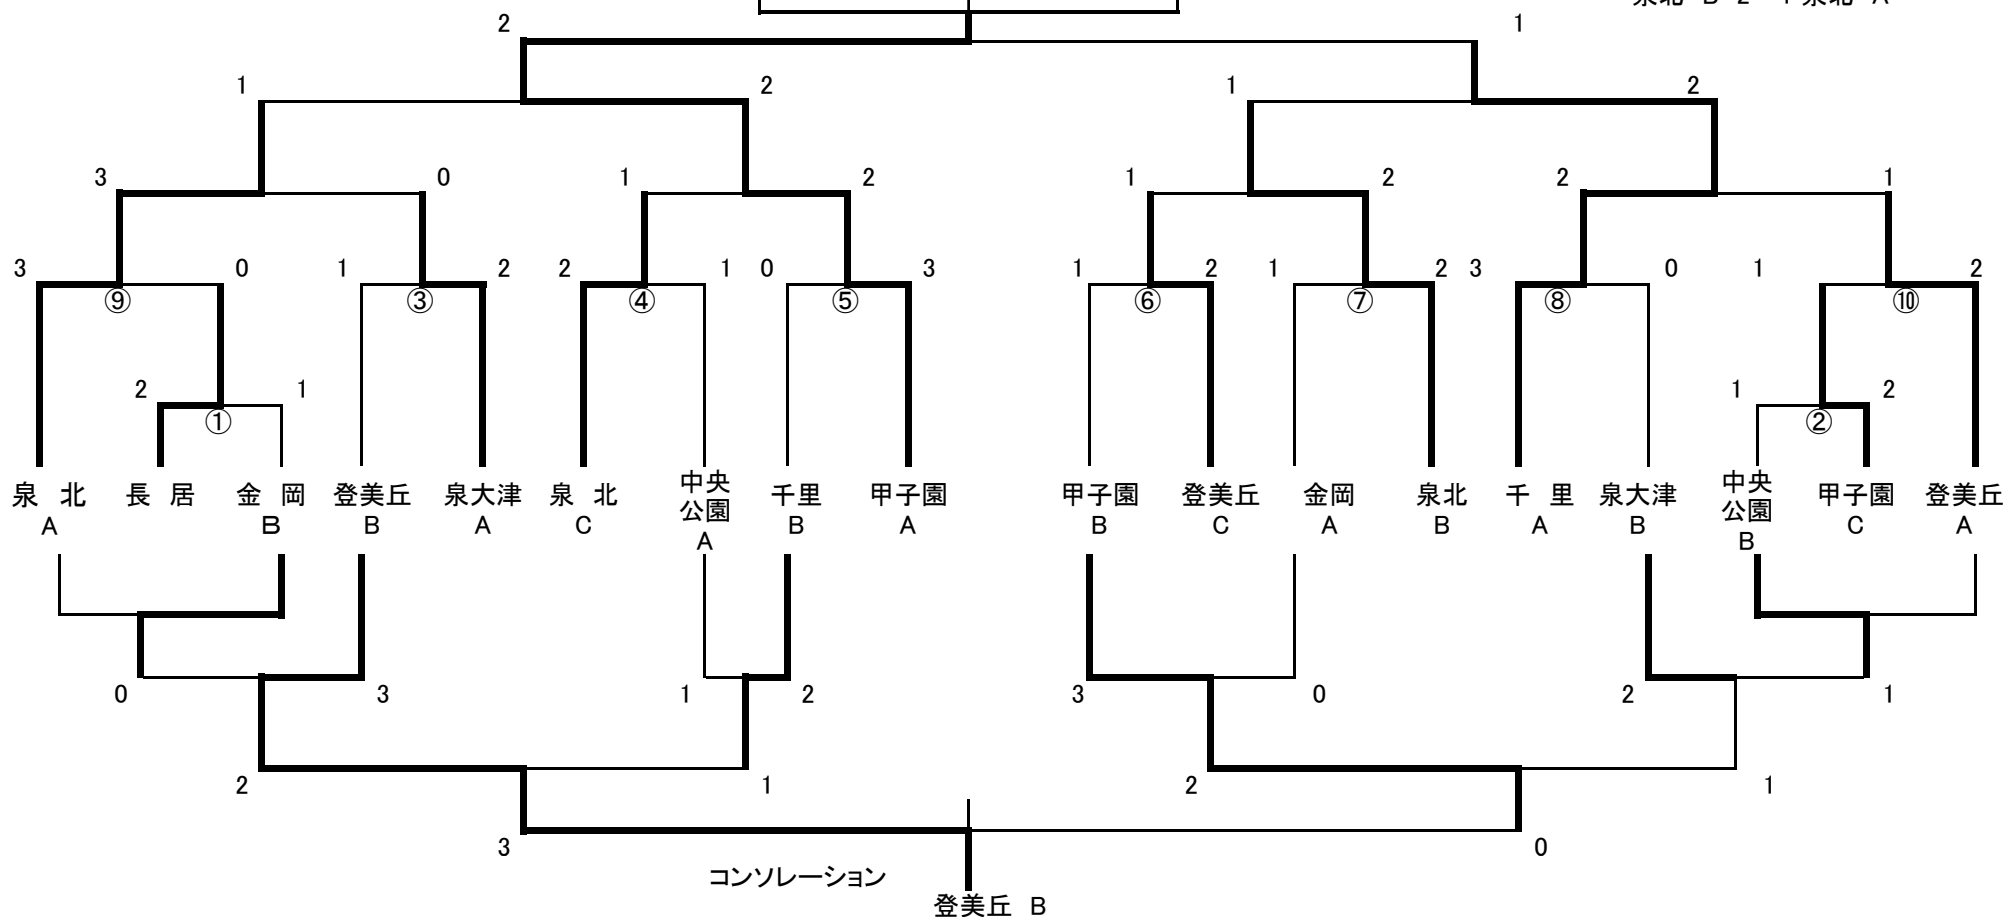 泉北 B 2 - 1 泉北 A
2 1
1 2 1 2
3 0 1 2 1 2 2 1
3 0 1 2 2 1 0 3 1 2 1 2 3 0 1 2
⑨ ③ ④ ⑤ ⑥ ⑦ ⑧ ⑩
2 1 1 2
① ②
泉 北 A
長 居
金 岡 B
登美丘 B
泉大津 A
泉 北 C
中央公園 A
千里 B
甲子園 A
甲子園 B
登美丘 C
金岡 A
泉北 B
千 里 A
泉大津 B
中央公園 B
甲子園 C
登美丘 A
0 3 1 2 3 0 2 1
2 1 2 1
3 0
コンソレーション
登美丘 B